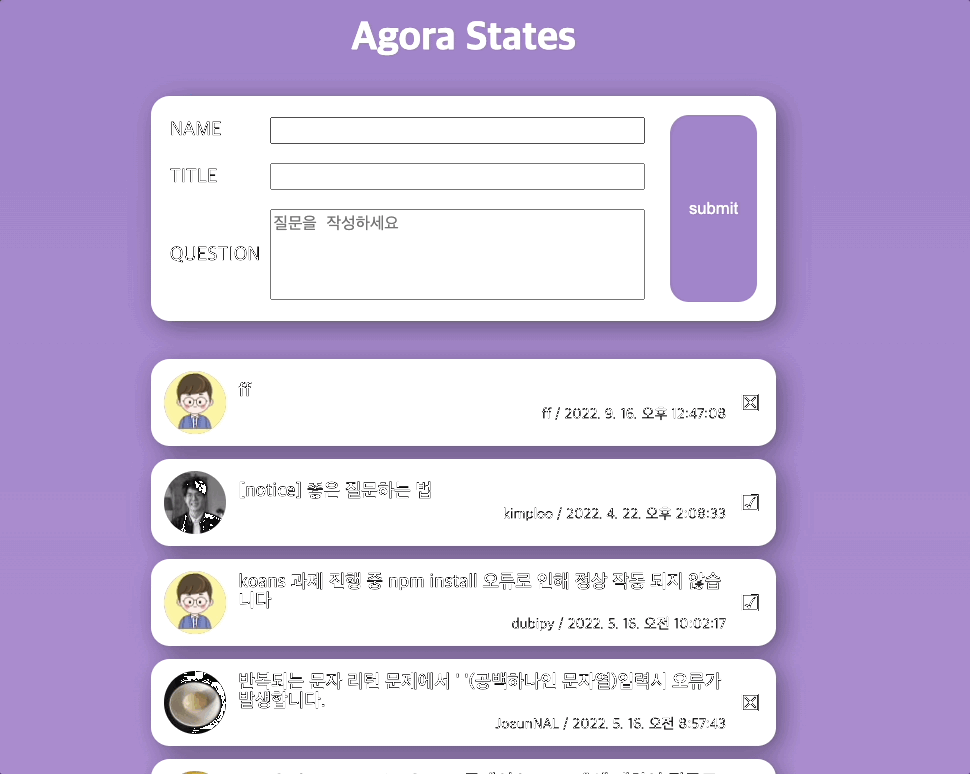 Agora States
NAME
TITLE
QUESTION
질문을 작성하세요
submit
ff
ff / 2022. 9. 16. 오후 12:47:08
[notice] 좋은 질문하는 법
kimploo / 2022. 4. 22. 오후 2:08:33
koans 과제 진행 중 npm install 오류로 인해 정상 작동 되지 않습
니다
dubipy / 2022. 5. 16. 오전 10:02:17
반복되는 문자 리턴 문제에서 ' '(공백하나인 문자열)입력시 오류가
발생합니다.
JoeunNAL / 2022. 5. 16. 오전 8:57:43